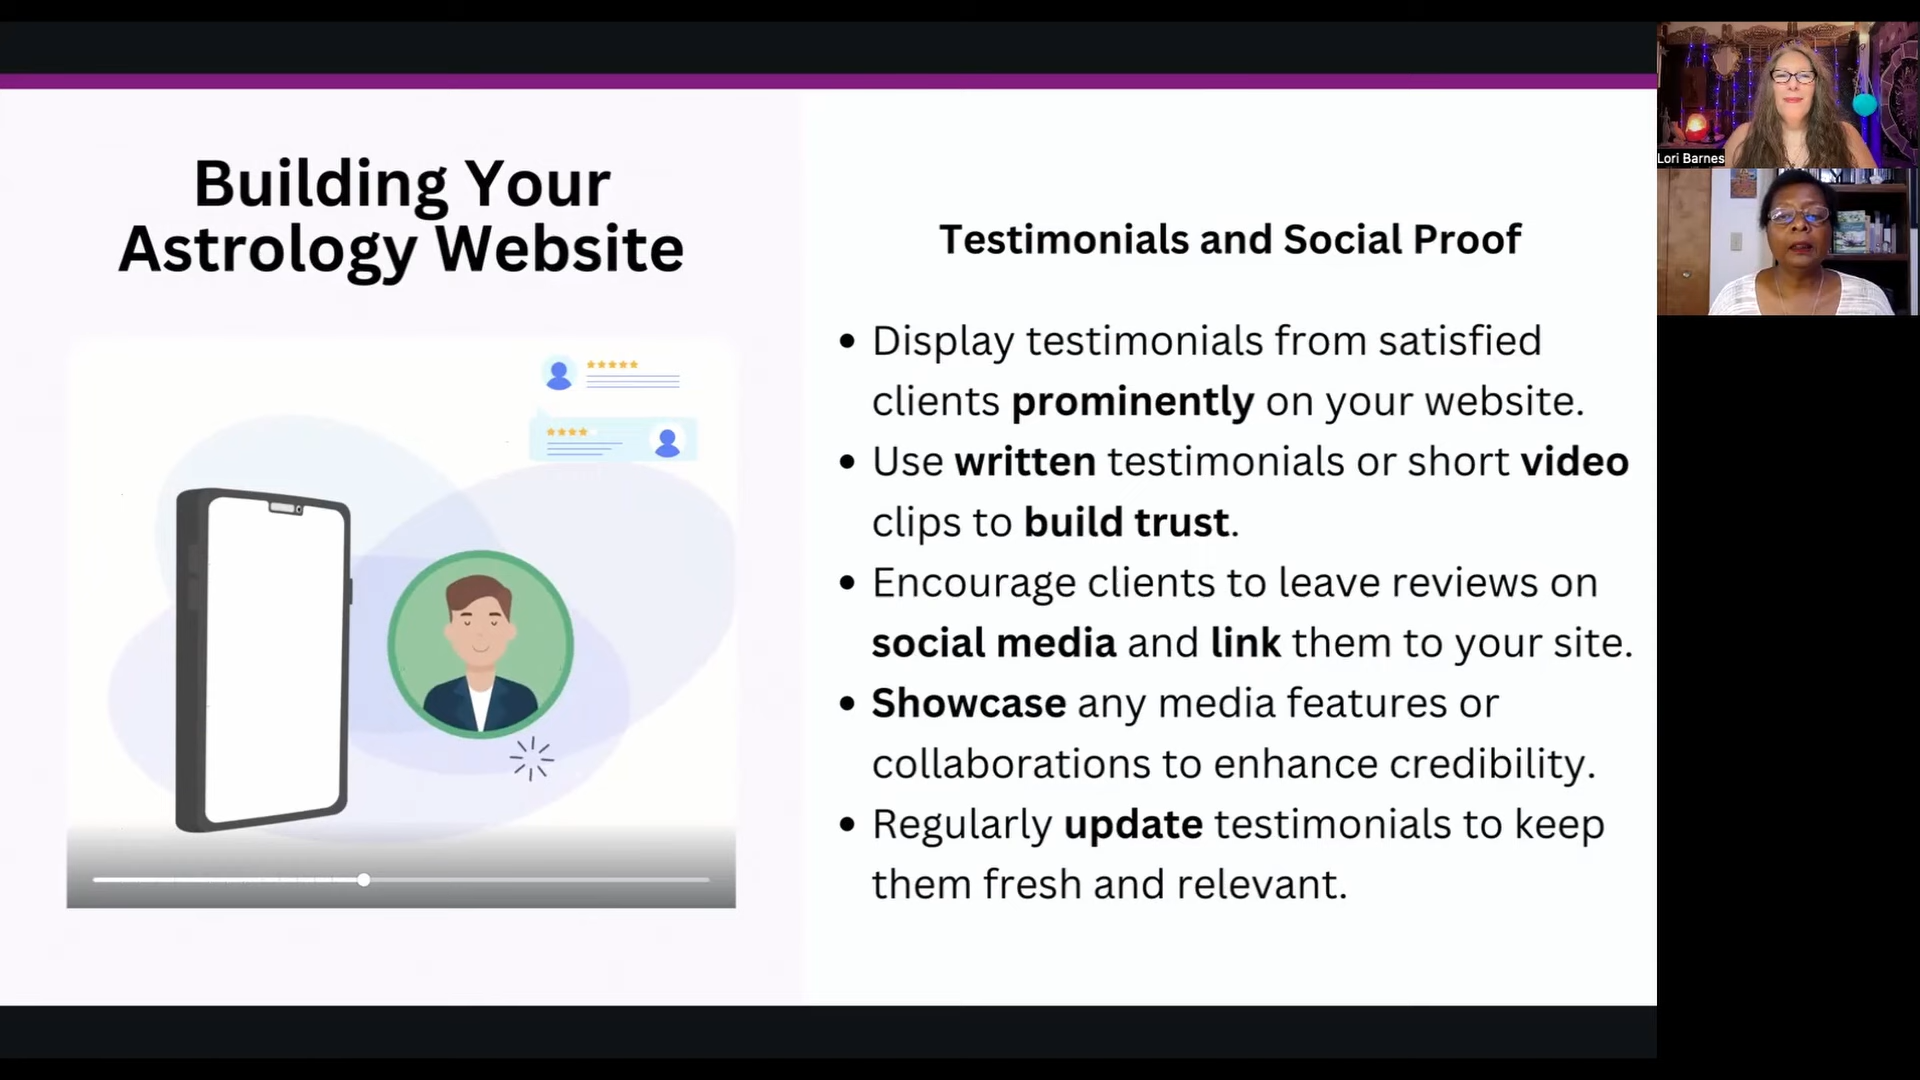 Building Your
Astrology Website
Testimonials and Social Proof
• Display testimonials from satisfied
clients prominently on your website.
• Use written testimonials or short video
clips to build trust.
• Encourage clients to leave reviews on
social media and link them to your site.
• Showcase any media features or
collaborations to enhance credibility.
• Regularly update testimonials to keep
them fresh and relevant.
Lori Barnes